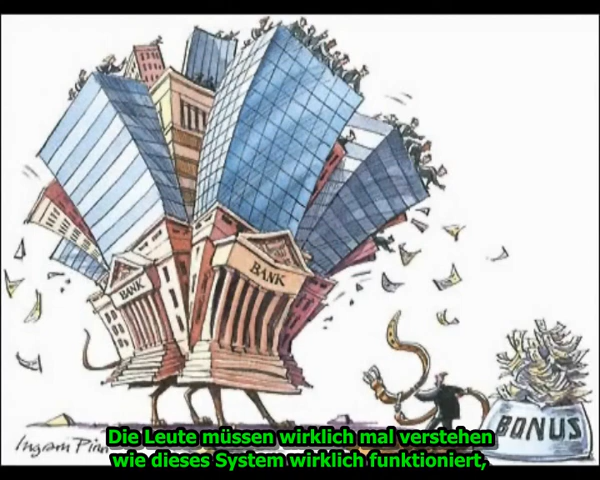 BANK
BANK
BONUS
Ingram Pinn
Die Leute müssen wirklich mal verstehen
wie dieses System wirklich funktioniert,